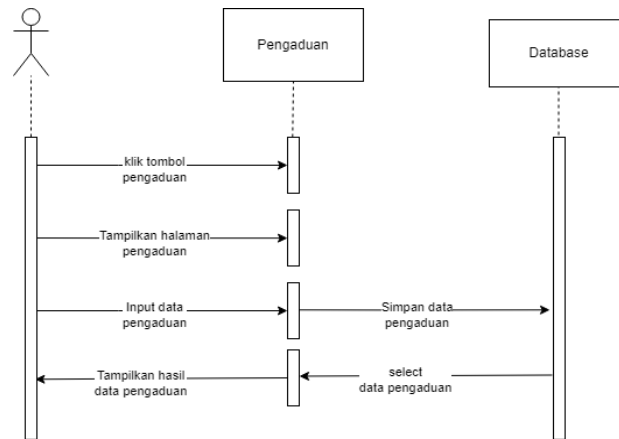 Pengaduan
Database
klik tombol
pengaduan
Tampilkan halaman
pengaduan
Input data
pengaduan
Simpan data
pengaduan
Tampilkan hasil
data pengaduan
select
data pengaduan